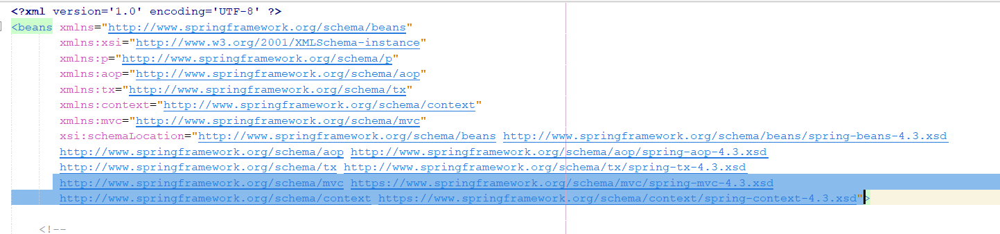 <?xml version='1.0' encoding='UTF-8' ?>
<beans xmlns="http://www.springframework.org/schema/beans"
xmlns:xsi="http://www.w3.org/2001/XMLSchema-instance"
xmlns:p="http://www.springframework.org/schema/p"
xmlns:aop="http://www.springframework.org/schema/aop"
xmlns:tx="http://www.springframework.org/schema/tx"
xmlns:context="http://www.springframework.org/schema/context"
xmlns:mvc="http://www.springframework.org/schema/mvc"
xsi:schemaLocation="http://www.springframework.org/schema/beans http://www.springframework.org/schema/beans/spring-beans-4.3.xsd
http://www.springframework.org/schema/aop http://www.springframework.org/schema/aop/spring-aop-4.3.xsd
http://www.springframework.org/schema/tx http://www.springframework.org/schema/tx/spring-tx-4.3.xsd
http://www.springframework.org/schema/mvc https://www.springframework.org/schema/mvc/spring-mvc-4.3.xsd
http://www.springframework.org/schema/context https://www.springframework.org/schema/context/spring-context-4.3.xsd">
<!--